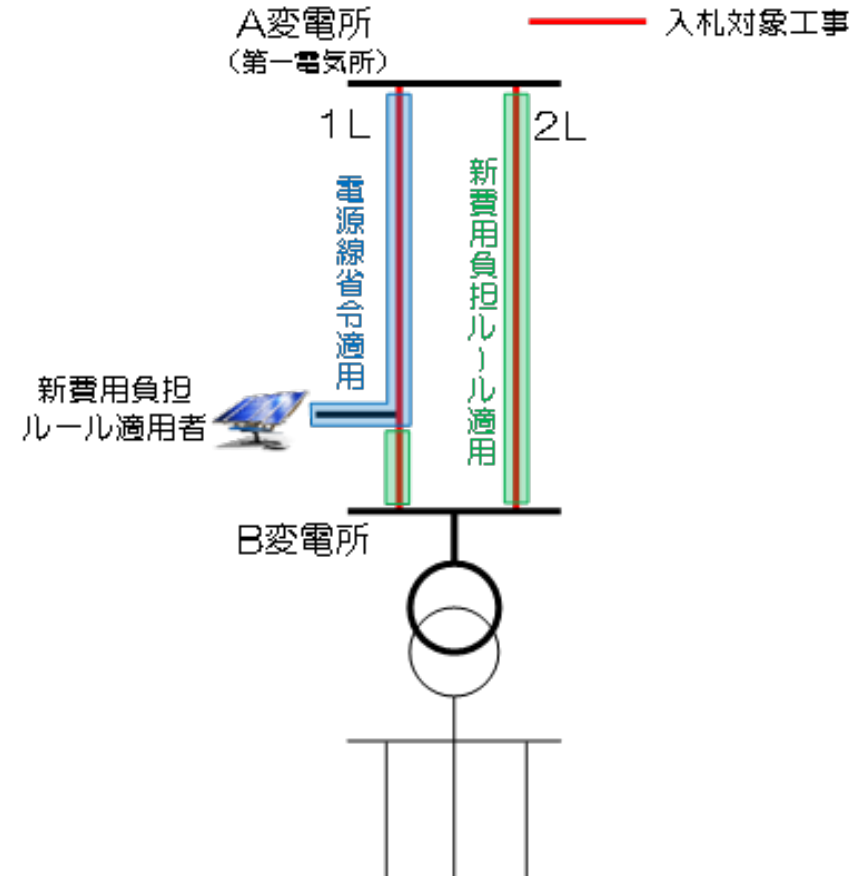 A変電所
(第一電気所)
入札対象工事
1L
2L
電源線省令適用
新費用負担ルール適用
新費用負担
ルール適用者
B変電所